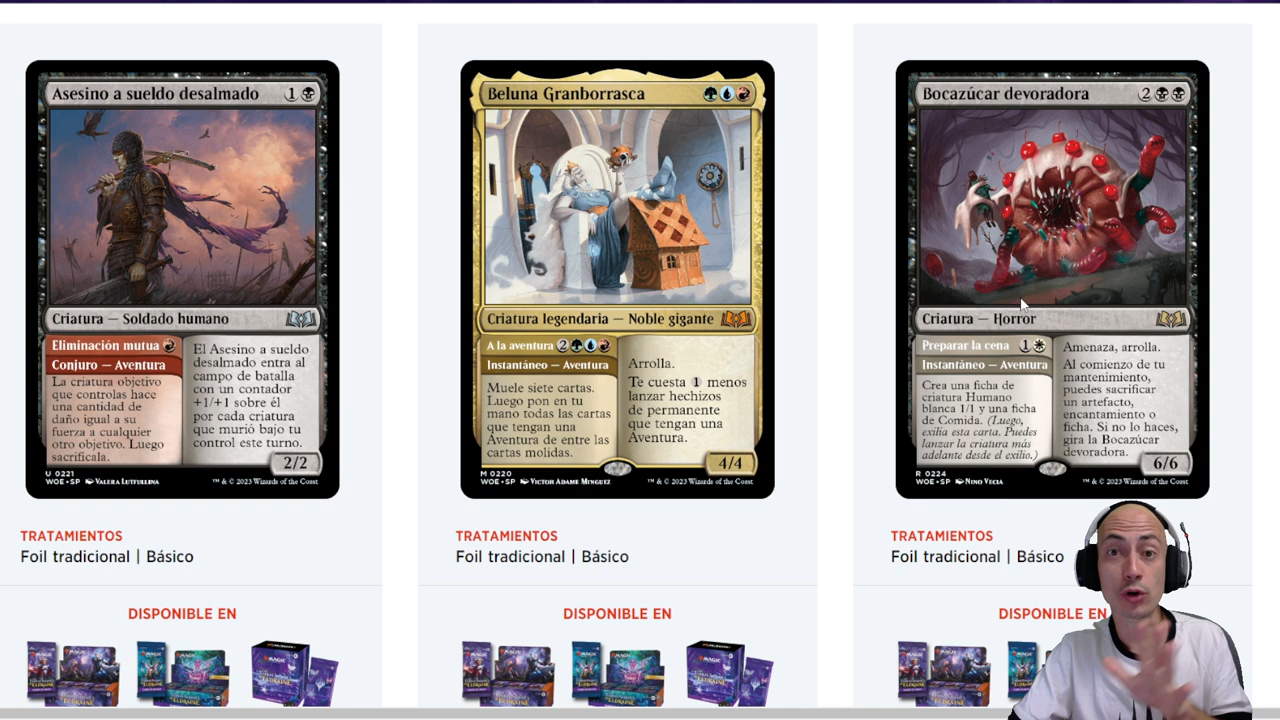 Asesino a sueldo desalmado 1
Criatura — Soldado humano
Eliminación mutua
Conjuro — Aventura
La criatura objetivo
que controlas hace
una cantidad de
daño igual a su
fuerza a cualquier
otro objetivo. Luego
sacrifícala.
El Asesino a sueldo
desalmado entra al
campo de batalla
con un contador
+1/+1 sobre él
por cada criatura
que murió bajo tu
control este turno.
2/2
U 0221
WOE • SP Valera Lutfullina
™ & © 2023 Wizards of the Coast
TRATAMIENTOS
Foil tradicional | Básico
DISPONIBLE EN
Beluna Granborrasca
Criatura legendaria — Noble gigante
A la aventura 2
Instantáneo — Aventura
Muele siete cartas.
Luego pon en tu
mano todas las cartas
que tengan una
Aventura de entre las
cartas molidas.
Arrolla.
Te cuesta 1 menos
lanzar hechizos
de permanente
que tengan una
Aventura.
4/4
M 0220
WOE • SP Victor Adame Minguez
™ & © 2023 Wizards of the Coast
TRATAMIENTOS
Foil tradicional | Básico
DISPONIBLE EN
Bocazúcar devoradora 2
Criatura — Horror
Preparar la cena 1
Instantáneo — Aventura
Crea una ficha de
criatura Humano
blanca 1/1 y una ficha
de Comida. (Luego,
exilia esta carta. Puedes
lanzar la criatura más
adelante desde el exilio.)
Amenaza, arrolla.
Al comienzo de tu
mantenimiento,
puedes sacrificar
un artefacto,
encantamiento o
ficha. Si no lo haces,
gira la Bocazúcar
devoradora.
6/6
R 0224
WOE • SP Nino Vecia
™ & © 2023 Wizards of the Coast
TRATAMIENTOS
Foil tradicional | Básico
DISPONIBLE EN